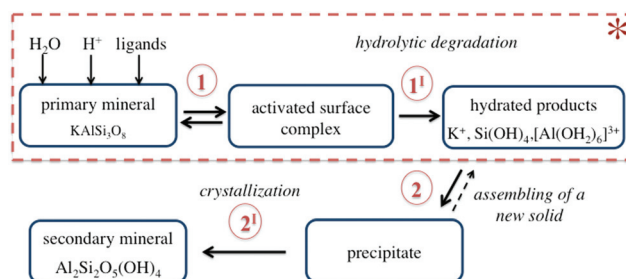 H₂O H⁺ ligands
hydrolytic degradation
*
primary mineral
KAlSi₃O₈
1
activated surface
complex
1ᴵ
hydrated products
K⁺, Si(OH)₄,[Al(OH₂)₆]³⁺
crystallization
2
assembling of a
new solid
secondary mineral
Al₂Si₂O₅(OH)₄
2ᴵ
precipitate